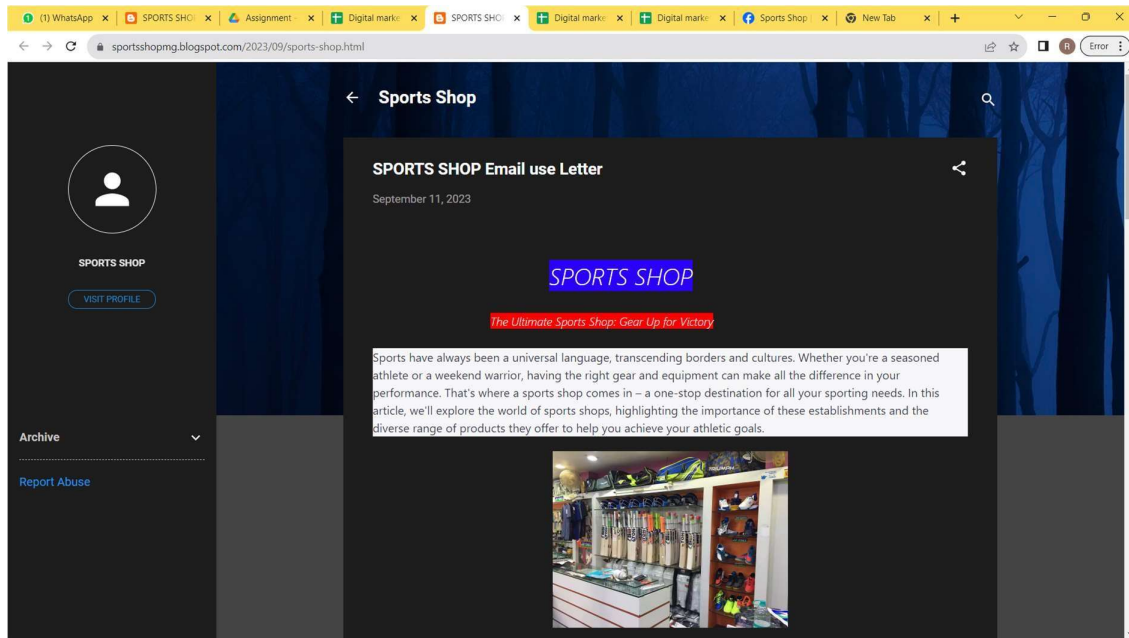 (1) WhatsApp
SPORTS SHO
Assignment -
Digital marke
SPORTS SHO
Digital marke
Digital marke
Sports Shop
New Tab
sportsshopmg.blogspot.com/2023/09/sports-shop.html
R
Error
Sports Shop
SPORTS SHOP Email use Letter
September 11, 2023
SPORTS SHOP
VISIT PROFILE
Archive
Report Abuse
SPORTS SHOP
The Ultimate Sports Shop: Gear Up for Victory
Sports have always been a universal language, transcending borders and cultures. Whether you're a seasoned
athlete or a weekend warrior, having the right gear and equipment can make all the difference in your
performance. That's where a sports shop comes in – a one-stop destination for all your sporting needs. In this
article, we'll explore the world of sports shops, highlighting the importance of these establishments and the
diverse range of products they offer to help you achieve your athletic goals.